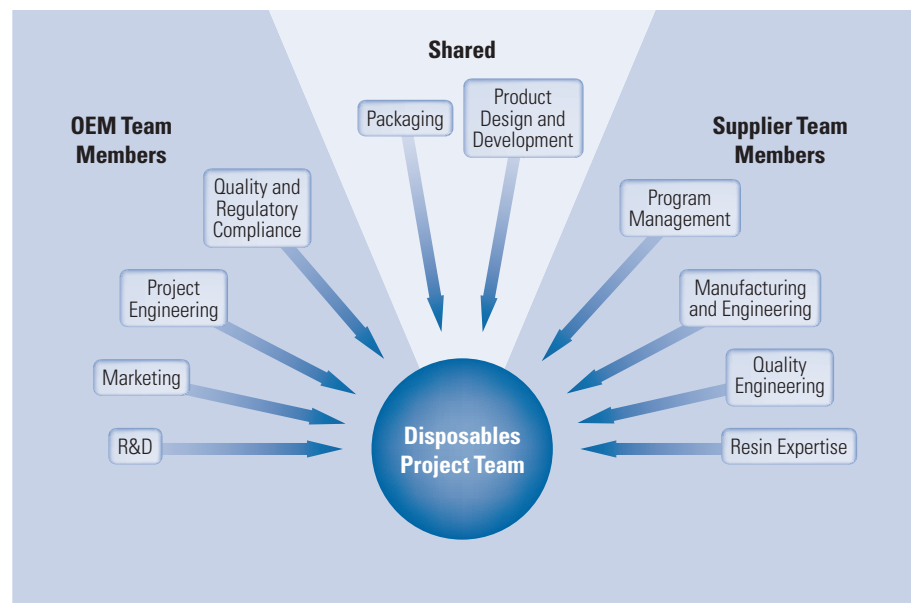 Shared
OEM Team
Members
Supplier Team
Members
Packaging
Product
Design and
Development
Quality and
Regulatory
Compliance
Program
Management
Project
Engineering
Manufacturing
and Engineering
Marketing
Quality
Engineering
R&D
Disposables
Project Team
Resin Expertise